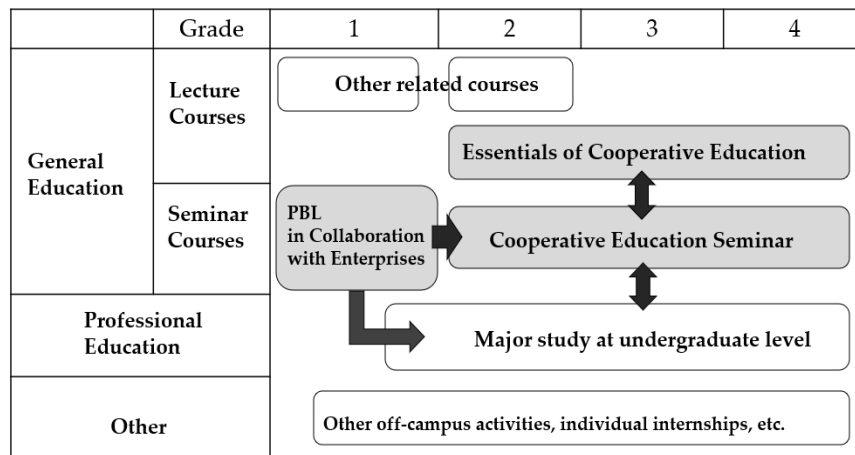 Grade 1 2 3 4
Other related courses
Lecture
Courses
Essentials of Cooperative Education
General
Education
Seminar
Courses
PBL
in Collaboration
with Enterprises
Cooperative Education Seminar
Professional
Education
Major study at undergraduate level
Other
Other off-campus activities, individual internships, etc.